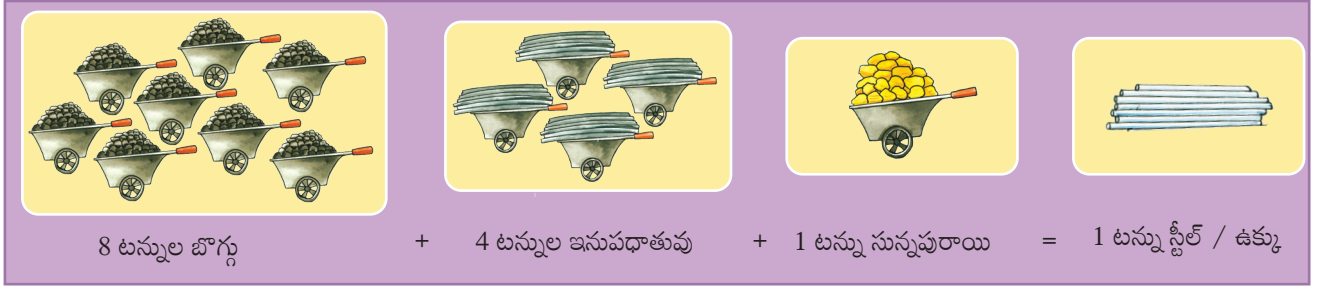 8 టన్నుల బొగ్గు + 4 టన్నుల ఇనుపధాతువు + 1 టన్ను సున్నపురాయి = 1 టన్ను స్టీల్ / ఉక్కు